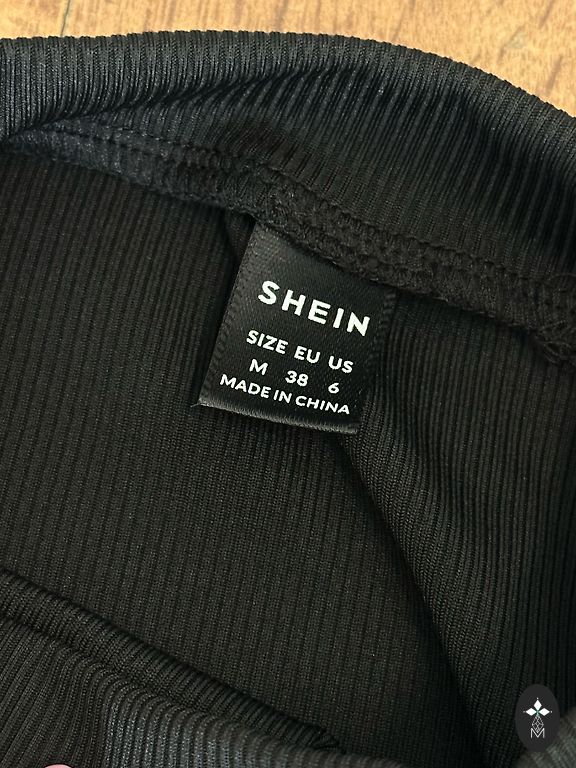 SHEIN
SIZE EU US
M 38 6
MADE IN CHINA